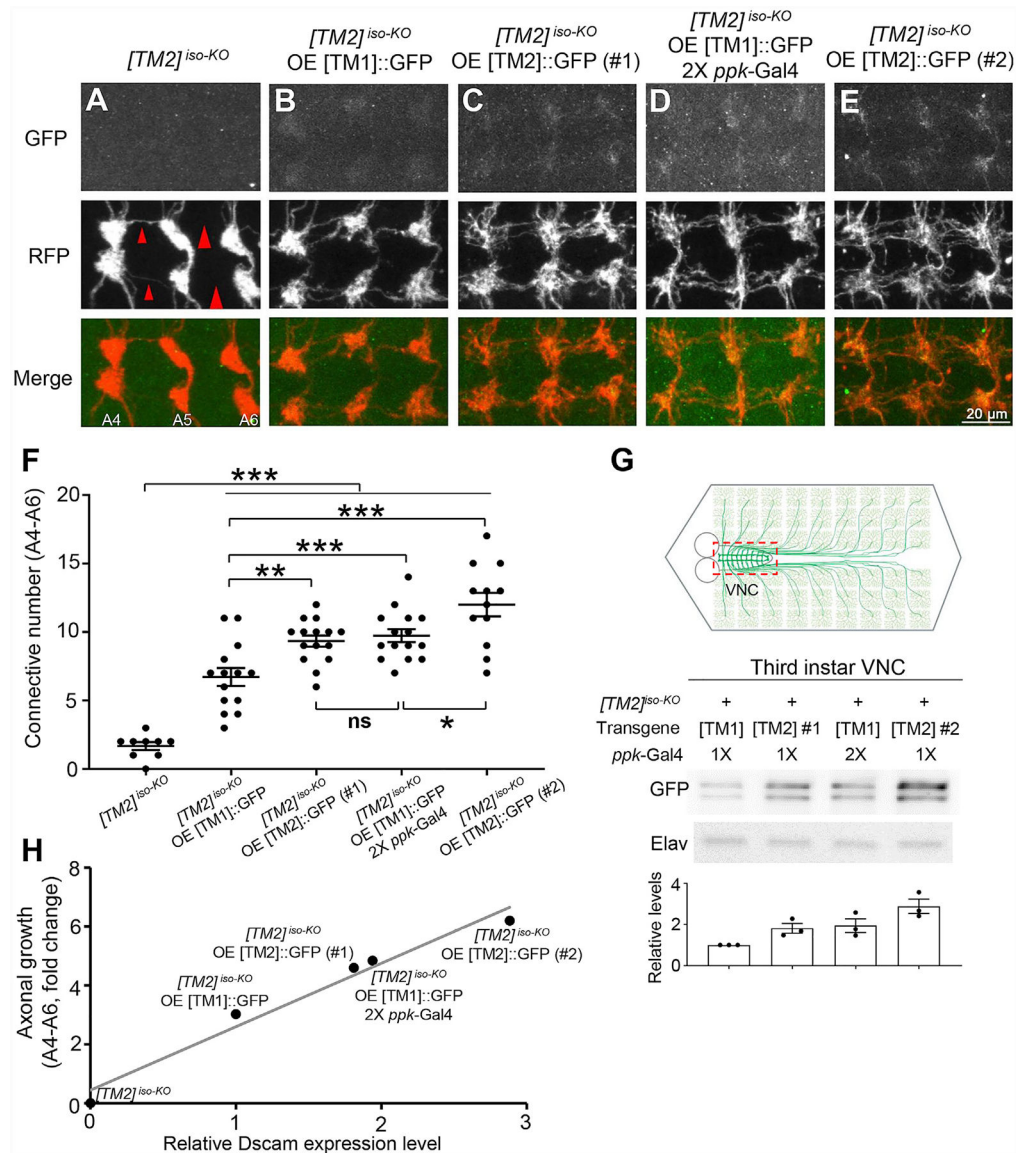 [TM2] iso-KO
[TM2] iso-KO
OE [TM1]::GFP
[TM2] iso-KO
OE [TM2]::GFP (#1)
[TM2] iso-KO
OE [TM1]::GFP
2X ppk-Gal4
[TM2] iso-KO
OE [TM2]::GFP (#2)
A
B
C
D
E
GFP
RFP
Merge
A4
A5
A6
20 µm
F
Connective number (A4-A6)
20
15
10
5
0
***
***
***
**
ns
*
[TM2] iso-KO
[TM2] iso-KO
OE [TM1]::GFP
[TM2] iso-KO
OE [TM2]::GFP (#1)
[TM2] iso-KO
OE [TM1]::GFP
2X ppk-Gal4
[TM2] iso-KO
OE [TM2]::GFP (#2)
G
VNC
Third instar VNC
[TM2]iso-KO + + + +
Transgene [TM1] [TM2] #1 [TM1] [TM2] #2
ppk-Gal4 1X 1X 2X 1X
GFP
Elav
Relative levels
4
2
0
H
Axonal growth
(A4-A6, fold change)
8
6
4
2
0
[TM2] iso-KO
[TM2] iso-KO
OE [TM1]::GFP
[TM2] iso-KO
OE [TM2]::GFP (#1)
[TM2] iso-KO
OE [TM1]::GFP
2X ppk-Gal4
[TM2] iso-KO
OE [TM2]::GFP (#2)
0 1 2 3
Relative Dscam expression level